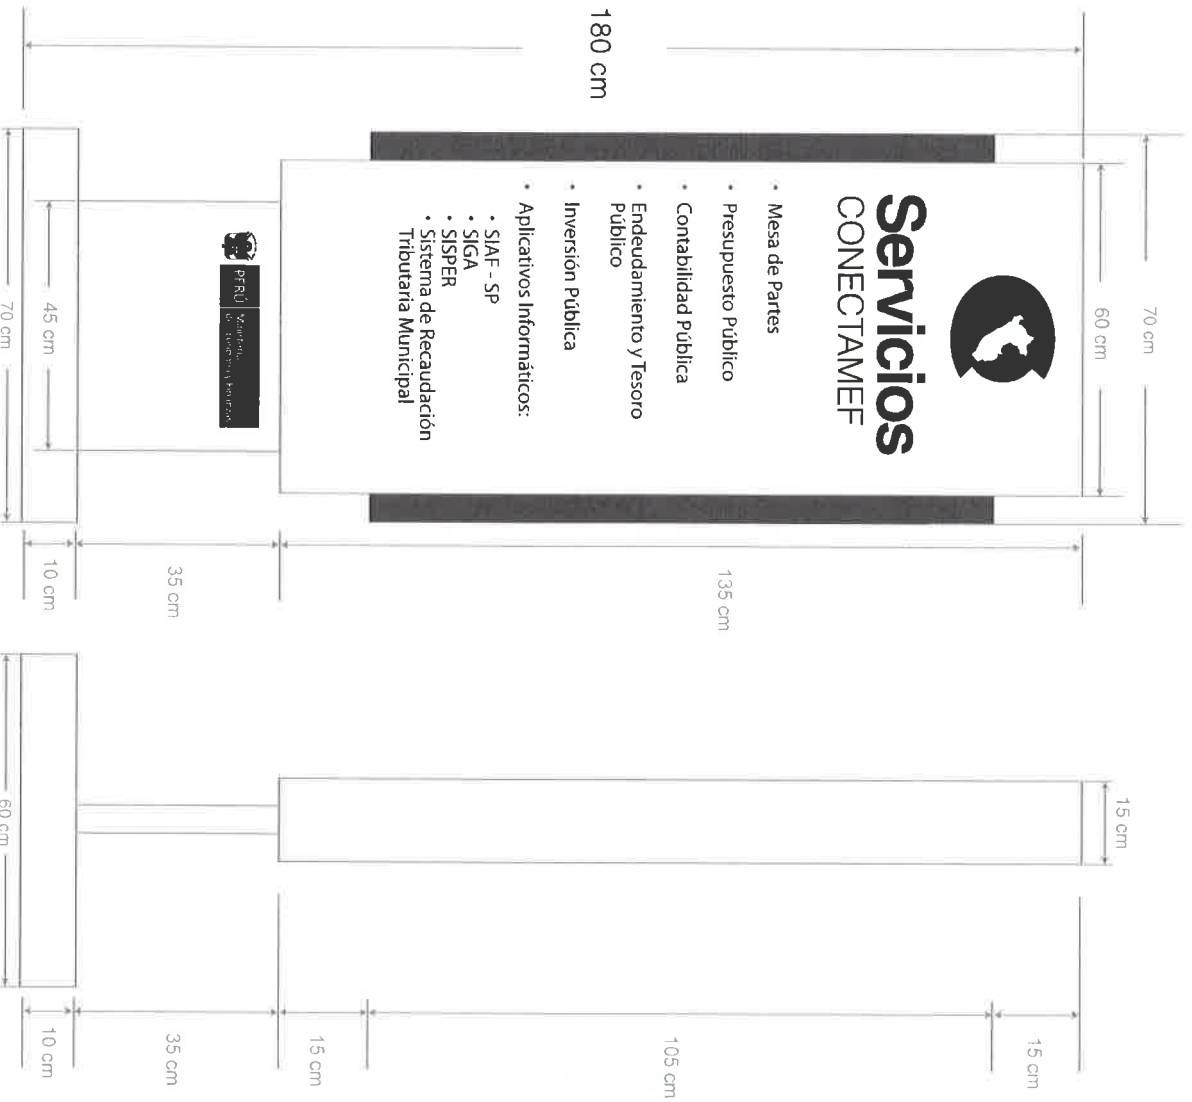 180 cm
70 cm
60 cm
Servicios
CONECTAMEF
• Mesa de Partes
• Presupuesto Público
• Contabilidad Pública
• Endeudamiento y Tesoro
Público
• Inversión Pública
• Aplicativos Informáticos:
• SIAF - SP
• SIGA
• SISPER
• Sistema de Recaudación
Tributaria Municipal
PERÚ
45 cm
70 cm
135 cm
35 cm
10 cm
15 cm
15 cm
105 cm
15 cm
35 cm
10 cm
60 cm